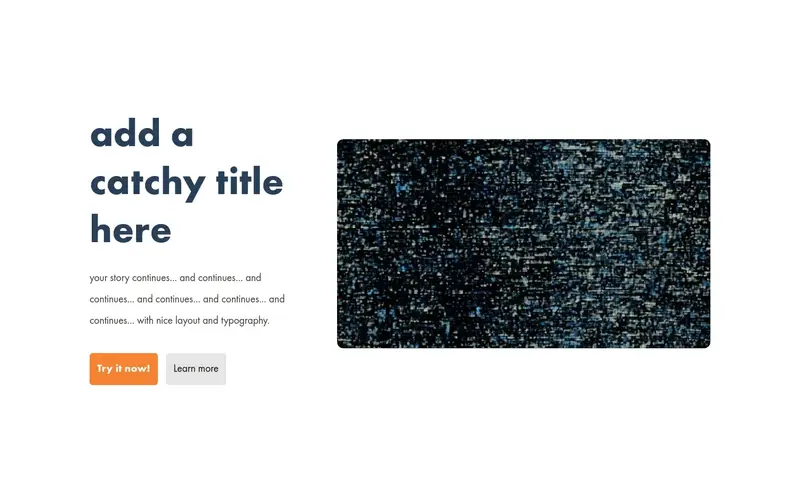 add a
catchy title
here
your story continues... and continues... and
continues... and continues... and continues... and
continues... with nice layout and typography.
Try it now!
Learn more